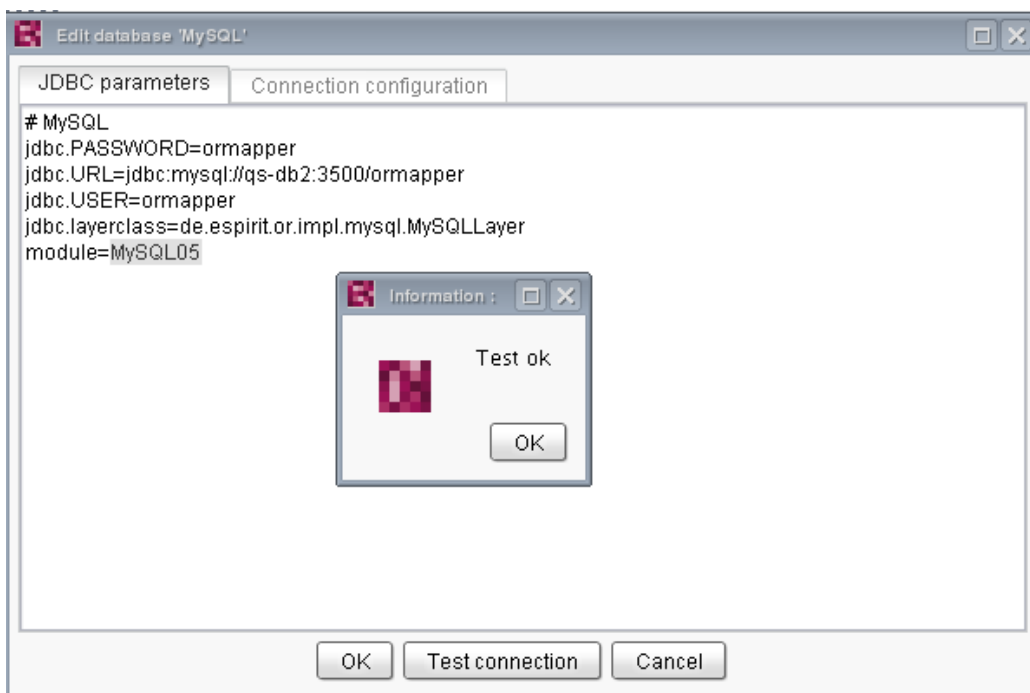 Edit database 'MySQL'
JDBC parameters
Connection configuration
# MySQL
jdbc.PASSWORD=ormapper
jdbc.URL=jdbc:mysql://qs-db2:3500/ormapper
jdbc.USER=ormapper
jdbc.layerclass=de.espirit.or.impl.mysql.MySQLLayer
module=MySQL05
Information :
Test ok
OK
OK
Test connection
Cancel